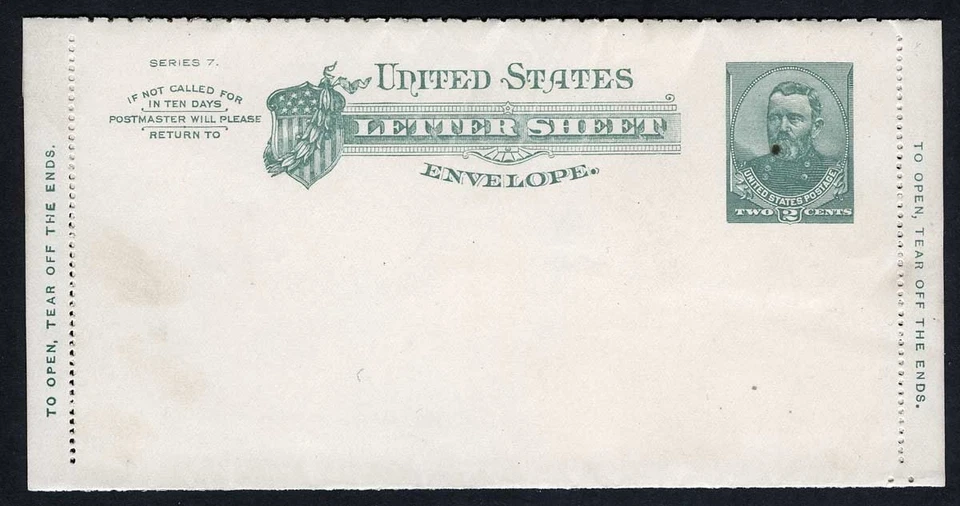 SERIES 7.
IF NOT CALLED FOR
IN TEN DAYS
POSTMASTER WILL PLEASE
RETURN TO
UNITED STATES
LETTER SHEET
ENVELOPE.
UNITED STATES POSTAGE
TWO 2 CENTS
TO OPEN, TEAR OFF THE ENDS.
TO OPEN, TEAR OFF THE ENDS.